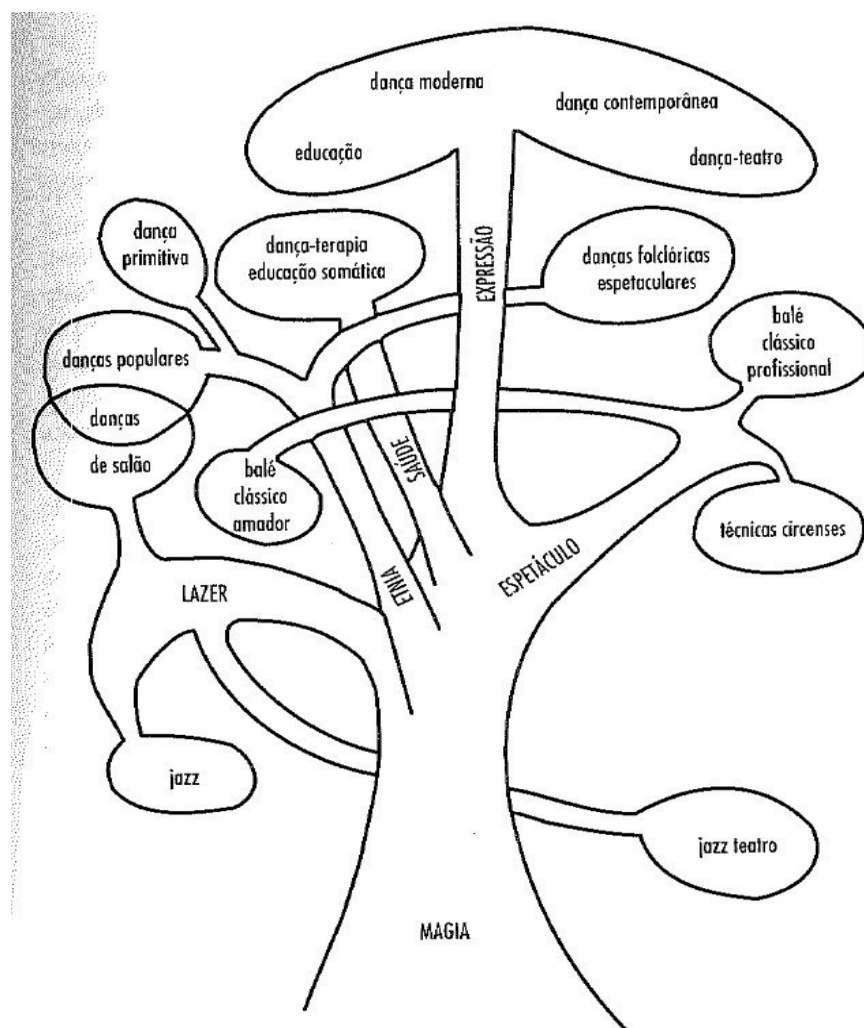 dança moderna
dança contemporânea
educação
dança-teatro
dança
primitiva
dança-terapia
educação somática
EXPRESSÃO
danças folclóricas
espetaculares
balé
clássico
profissional
danças populares
danças
de salão
balé
clássico
amador
SAÚDE
técnicas circenses
ETNIA
ESPETÁCULO
LAZER
jazz
jazz teatro
MAGIA